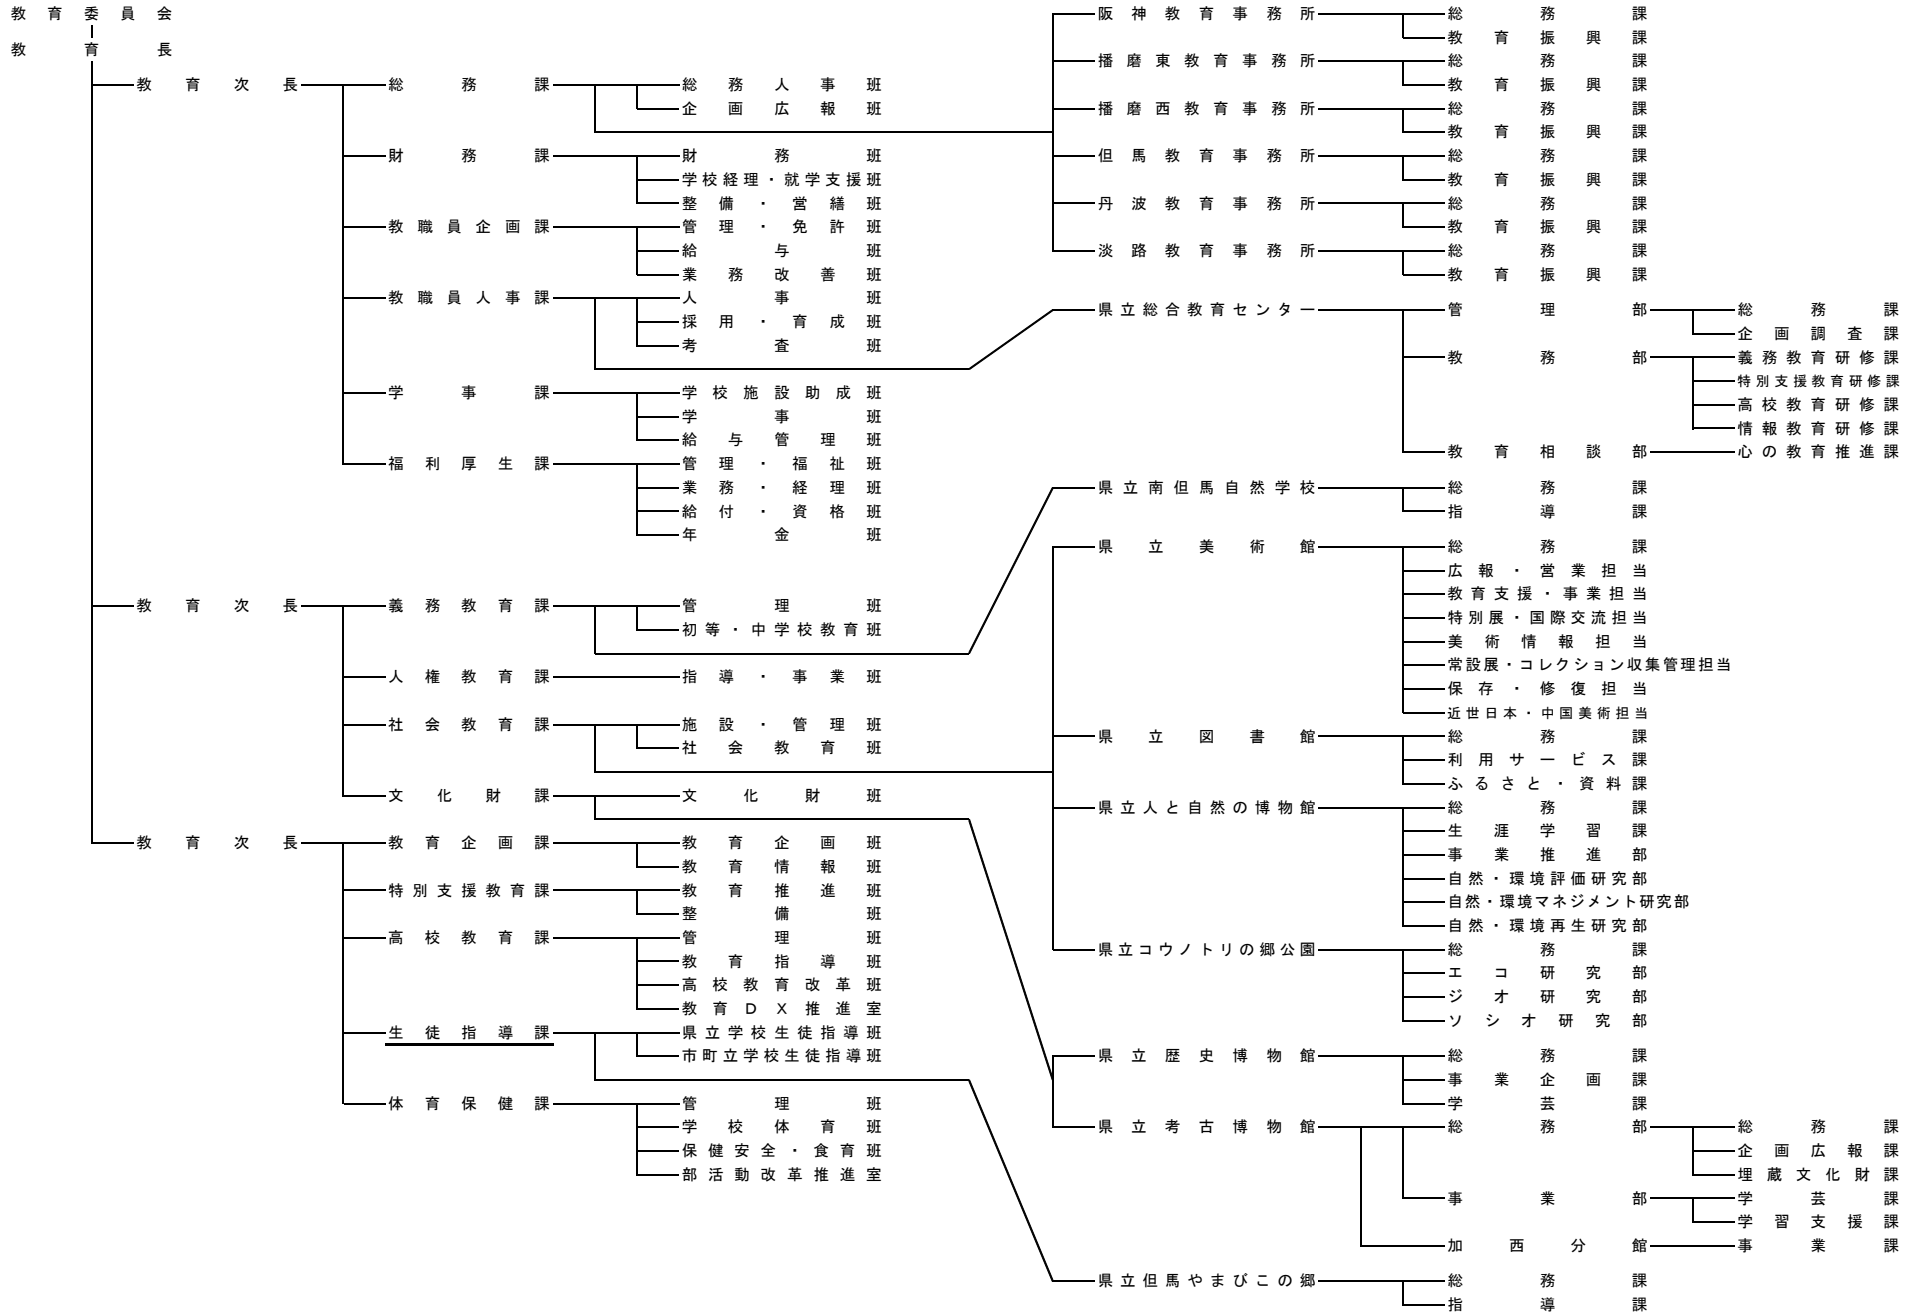 教育委員会
教育長
教育次長
総務課
総務人事班
企画広報班
阪神教育事務所
総務課
教育振興課
播磨東教育事務所
総務課
教育振興課
播磨西教育事務所
総務課
教育振興課
但馬教育事務所
総務課
教育振興課
丹波教育事務所
総務課
教育振興課
淡路教育事務所
総務課
教育振興課
財務課
財務班
学校経理・就学支援班
整備・営繕班
教職員企画課
管理・免許班
給与班
業務改善班
教職員人事課
人事班
採用・育成班
考査班
県立総合教育センター
管理部
総務課
企画調査課
教務部
義務教育研修課
特別支援教育研修課
高校教育研修課
情報教育研修課
教育相談部
心の教育推進課
学事課
学校施設助成班
学事班
給与管理班
福利厚生課
管理・福祉班
業務・経理班
給付・資格班
年金班
教育次長
義務教育課
管理班
初等・中学校教育班
県立南但馬自然学校
総務課
指導課
人権教育課
指導・事業班
社会教育課
施設・管理班
社会教育班
県立美術館
総務課
広報・営業担当
教育支援・事業担当
特別展・国際交流担当
美術情報担当
常設展・コレクション収集管理担当
保存・修復担当
近世日本・中国美術担当
県立図書館
総務課
利用サービス課
ふるさと・資料課
県立人と自然の博物館
総務課
生涯学習課
事業推進部
自然・環境評価研究部
自然・環境マネジメント研究部
自然・環境再生研究部
県立コウノトリの郷公園
総務課
エコ研究部
ジオ研究部
ソシオ研究部
文化財課
文化財班
県立歴史博物館
総務課
事業企画課
学芸課
県立考古博物館
総務部
総務課
企画広報課
埋蔵文化財課
事業部
学芸課
学習支援課
加西分館
事業課
教育次長
教育企画課
教育企画班
教育情報班
特別支援教育課
教育推進班
整備班
高校教育課
管理班
教育指導班
高校教育改革班
教育ＤＸ推進室
生徒指導課
県立学校生徒指導班
市町立学校生徒指導班
県立但馬やまびこの郷
総務課
指導課
体育保健課
管理班
学校体育班
保健安全・食育班
部活動改革推進室